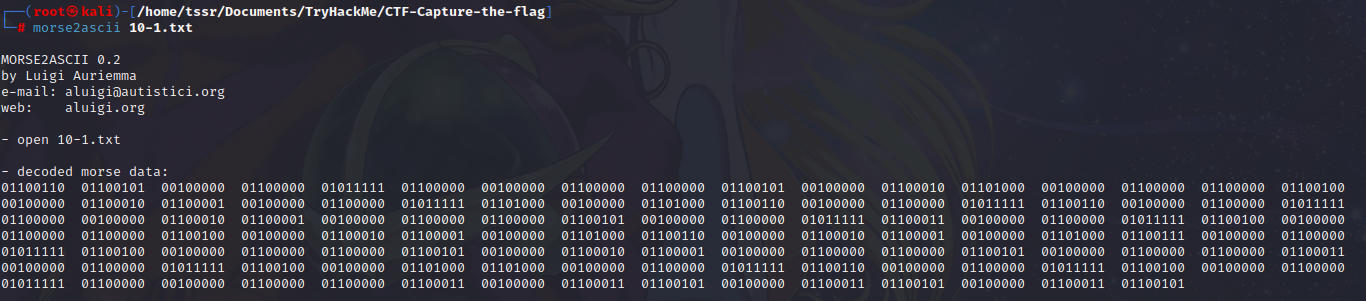 ┌──(root㉿kali)-[/home/tssr/Documents/TryHackMe/CTF-Capture-the-flag]
└─# morse2ascii 10-1.txt
MORSE2ASCII 0.2
by Luigi Auriemma
e-mail: aluigi@autistici.org
web:    aluigi.org
- open 10-1.txt
- decoded morse data:
01100110 01100101 00100000 01100000 01011111 01100000 00100000 01100000 01100000 01100101 00100000 01100010 01101000 00100000 01100000 01100000 01100100
00100000 01100010 01100001 00100000 01100000 01011111 01101000 00100000 01101000 01100110 00100000 01100000 01011111 01100110 00100000 01100000 01011111
01100000 00100000 01100010 01100001 00100000 01100000 01100101 00100000 01100000 01011111 01100011 00100000 01100000 01011111 01100100 00100000
01100000 01100000 01100100 00100000 01100010 01100001 00100000 01101000 01100110 00100000 01100010 01100001 00100000 01101000 01100111 00100000 01100000
01011111 01100100 00100000 01100000 01100000 01100101 00100000 01100010 01100001 00100000 01100000 01100000 01100101 00100000 01100000 01100000 01100011
00100000 01100000 01011111 01100100 00100000 01101000 01101000 00100000 01100000 01011111 01100110 00100000 01100000 01011111 01100100 00100000 01100000
01011111 01100000 00100000 01100000 01100000 01100011 00100000 01100011 01100101 00100000 01100011 01100101 00100000 01100011 01100101